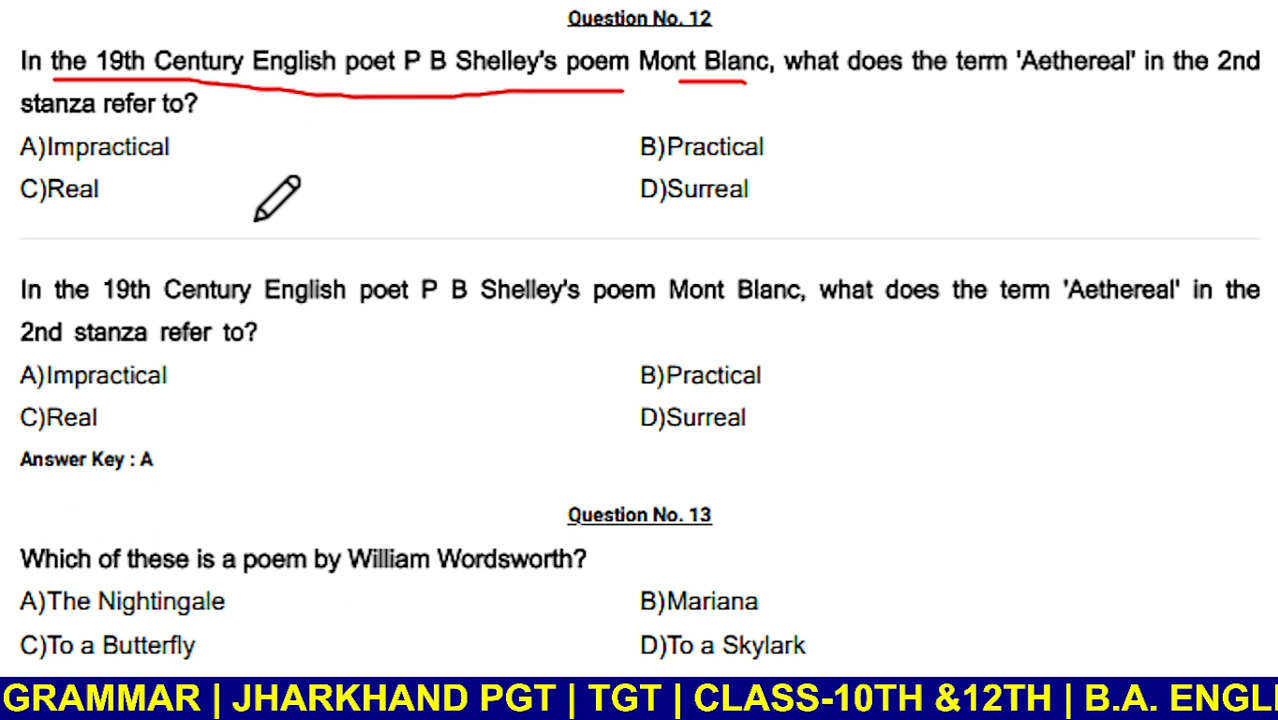 Question No. 12
In the 19th Century English poet P B Shelley's poem Mont Blanc, what does the term 'Aethereal' in the 2nd
stanza refer to?
A)Impractical B)Practical
C)Real D)Surreal
In the 19th Century English poet P B Shelley's poem Mont Blanc, what does the term 'Aethereal' in the
2nd stanza refer to?
A)Impractical B)Practical
C)Real D)Surreal
Answer Key : A
Question No. 13
Which of these is a poem by William Wordsworth?
A)The Nightingale B)Mariana
C)To a Butterfly D)To a Skylark
GRAMMAR | JHARKHAND PGT | TGT | CLASS-10TH &12TH | B.A. ENGLI